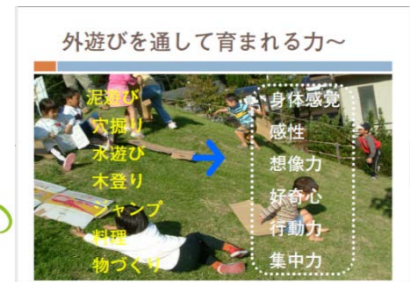 外遊びを通して育まれる力～
泥遊び
穴掘り
水遊び
木登り
キャンプ
料理
物づくり
身体感覚
感性
想像力
好奇心
行動力
集中力